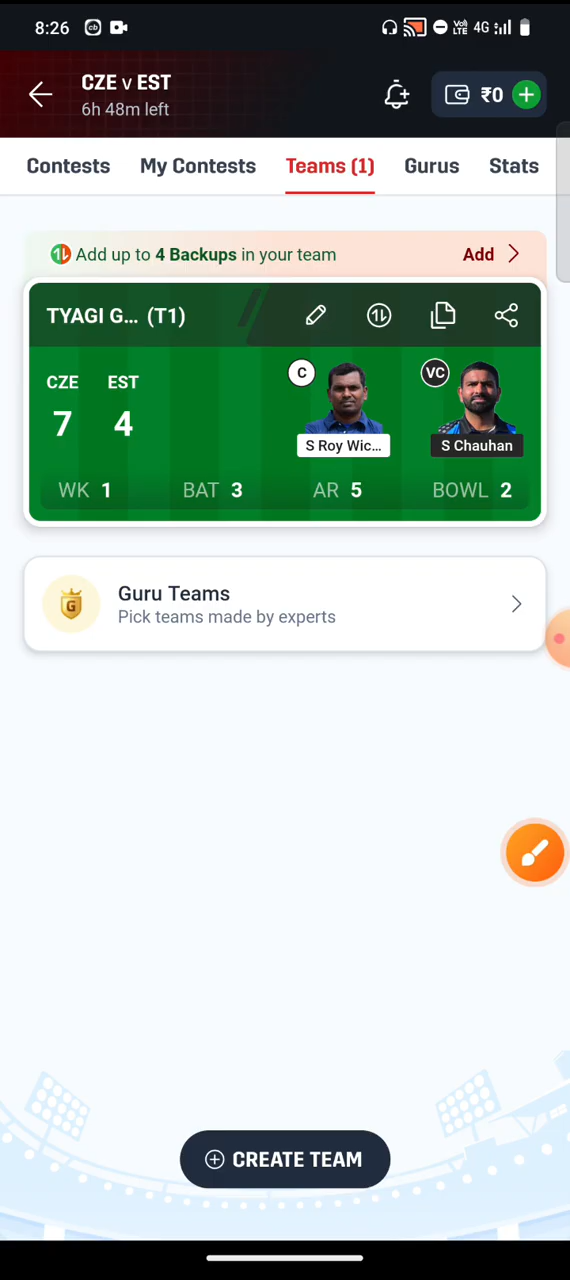 8:26
4G
CZE v EST
6h 48m left
₹0
Contests My Contests Teams (1) Gurus Stats
Add up to 4 Backups in your team Add
TYAGI G... (T1)
CZE EST
7 4
C VC
S Roy Wic... S Chauhan
WK 1 BAT 3 AR 5 BOWL 2
G
Guru Teams
Pick teams made by experts
CREATE TEAM